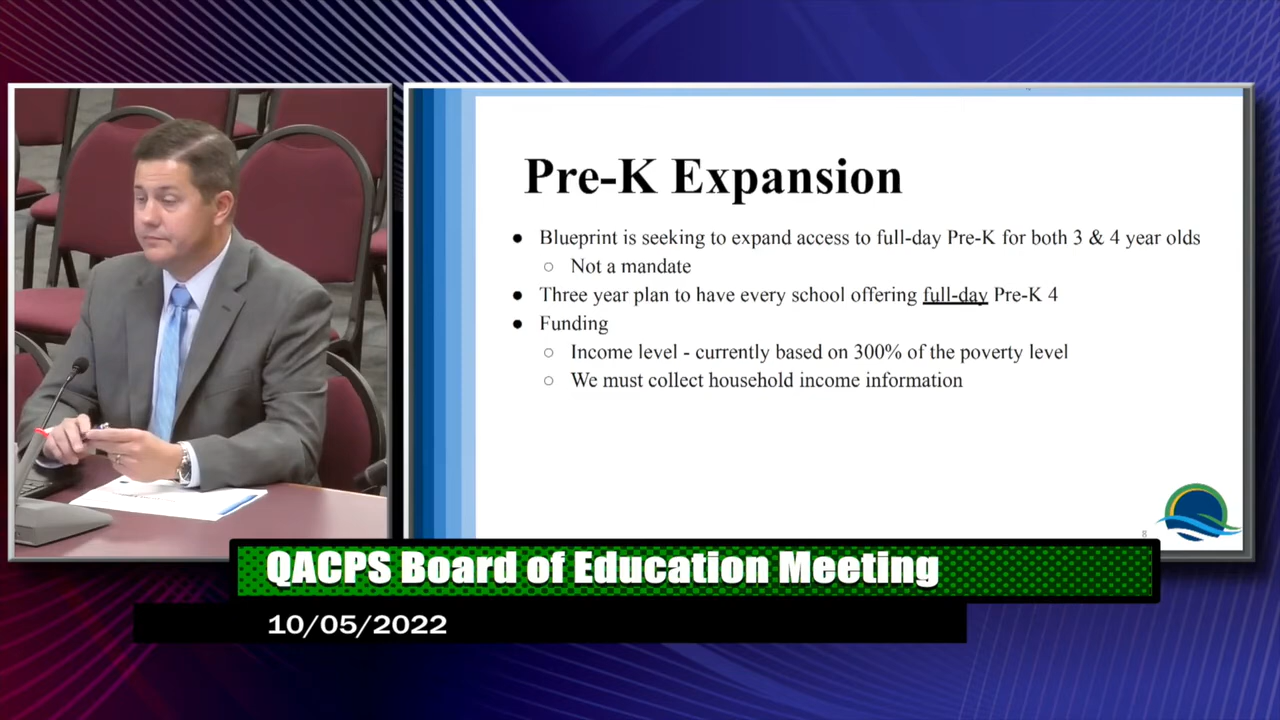 Pre-K Expansion
● Blueprint is seeking to expand access to full-day Pre-K for both 3 & 4 year olds
○ Not a mandate
● Three year plan to have every school offering full-day Pre-K 4
● Funding
○ Income level - currently based on 300% of the poverty level
○ We must collect household income information
8
QACPS Board of Education Meeting
10/05/2022